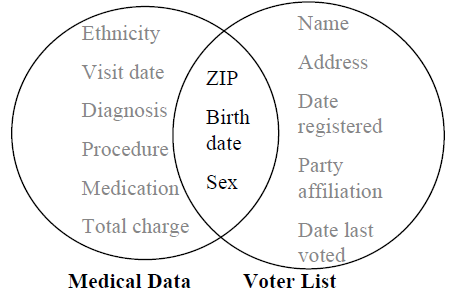 Ethnicity
Visit date
Diagnosis
Procedure
Medication
Total charge
ZIP
Birth
date
Sex
Name
Address
Date
registered
Party
affiliation
Date last
voted
Medical Data
Voter List